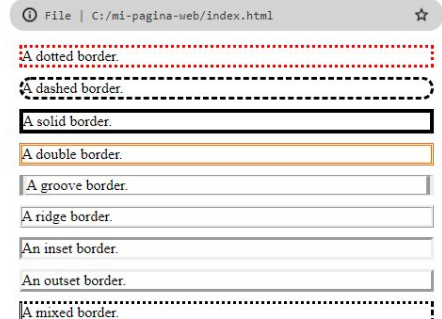 File | C:/mi-pagina-web/index.html
A dotted border.
A dashed border.
A solid border.
A double border.
A groove border.
A ridge border.
An inset border.
An outset border.
A mixed border.